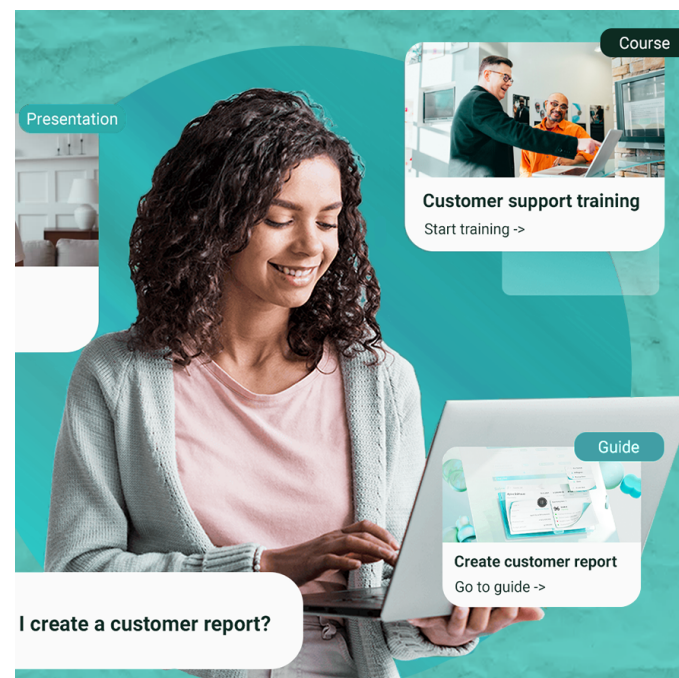 Course
Presentation
Customer support training
Start training ->
Guide
Create customer report
Go to guide ->
I create a customer report?